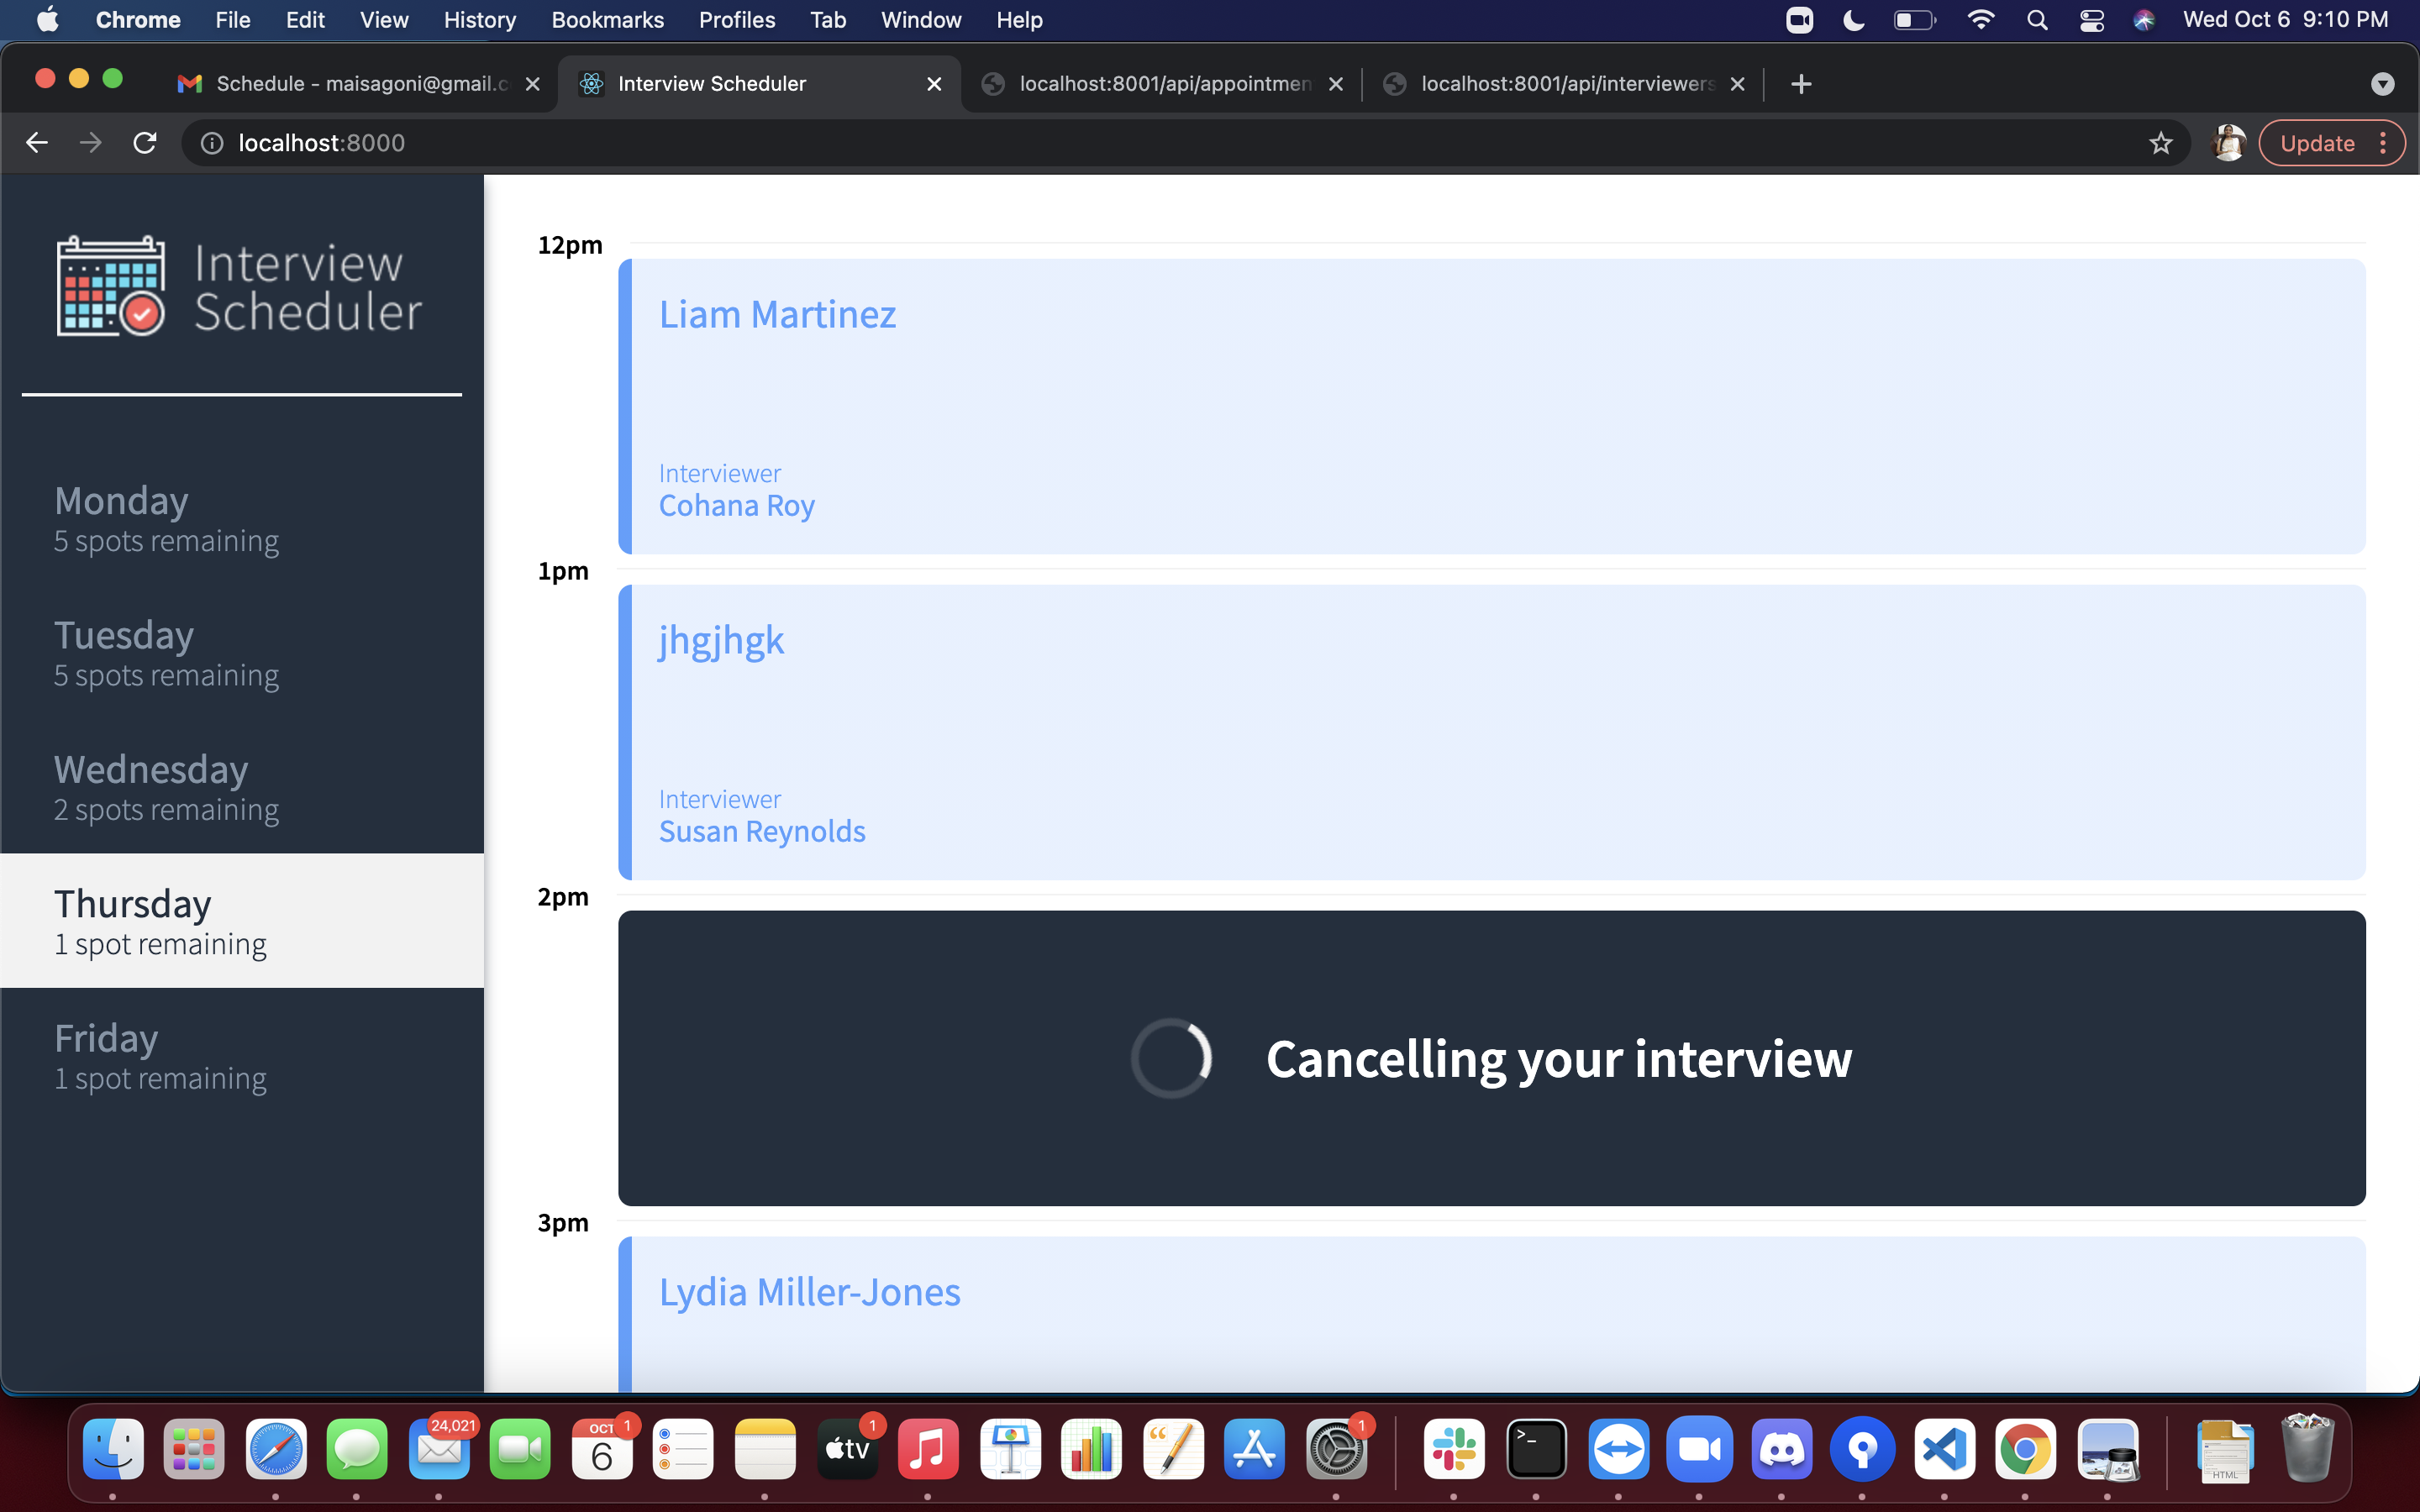 Chrome File Edit View History Bookmarks Profiles Tab Window Help Wed Oct 6 9:10 PM
Schedule - maisagoni@gmail.c Interview Scheduler localhost:8001/api/appointmen localhost:8001/api/interviewers
localhost:8000 Update
Interview
Scheduler
Monday
5 spots remaining
Tuesday
5 spots remaining
Wednesday
2 spots remaining
Thursday
1 spot remaining
Friday
1 spot remaining
12pm
Liam Martinez
Interviewer
Cohana Roy
1pm
jhgjhgk
Interviewer
Susan Reynolds
2pm
Cancelling your interview
3pm
Lydia Miller-Jones
24,021
OCT 1
6
1
tv
1
>_
HTML